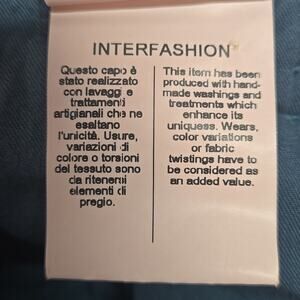 INTERFASHION
Questo capo è
stato realizzato
con lavaggi e
trattamenti
artigianali che ne
esaltano
l'unicità. Usure,
variazioni di
colore o torsioni
del tessuto sono
da ritenersi
elementi di
pregio.
This item has been
produced with hand-
made washings and
treatments which
enhance its
uniquess. Wears,
color variations
or fabric
twistings have to
be considered as
an added value.